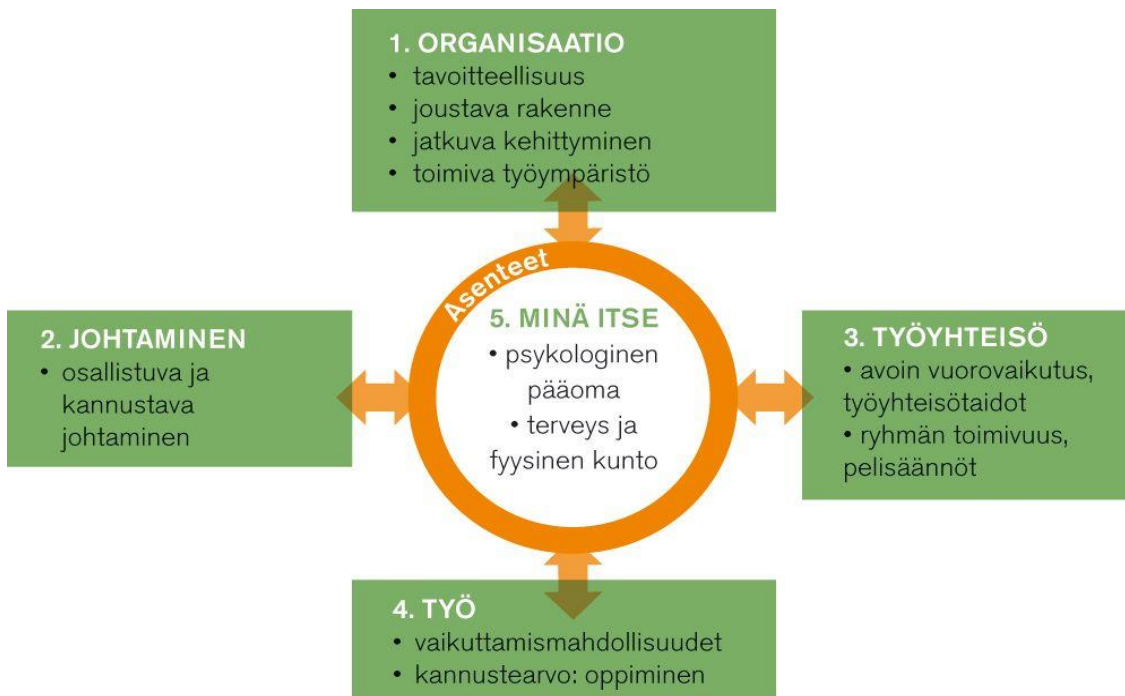 1. ORGANISAATIO
• tavoitteellisuus
• joustava rakenne
• jatkuva kehittyminen
• toimiva työympäristö
Asenteet
5. MINÄ ITSE
• psykologinen
pääoma
• terveys ja
fyysinen kunto
2. JOHTAMINEN
• osallistuva ja
kannustava
johtaminen
3. TYÖYHTEISÖ
• avoin vuorovaikutus,
työyhteisötaidot
• ryhmän toimivuus,
pelisäännöt
4. TYÖ
• vaikuttamismahdollisuudet
• kannustearvo: oppiminen